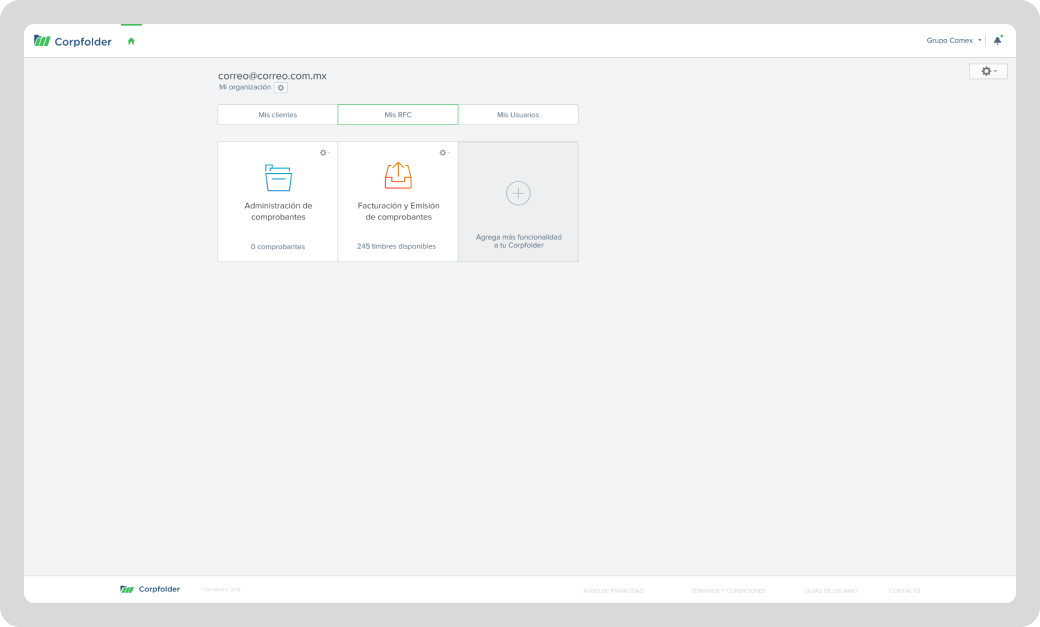 Corpfolder
Grupo Comex
correo@correo.com.mx
Mi organización
Mis clientes
Mis RFC
Mis Usuarios
Administración de
comprobantes
0 comprobantes
Facturación y Emisión
de comprobantes
245 timbres disponibles
Agrega más funcionalidad
a tu Corpfolder
Corpfolder
COPYRIGHT 2016
AVISO DE PRIVACIDAD
TÉRMINOS Y CONDICIONES
GUÍAS DE USUARIO
CONTACTO